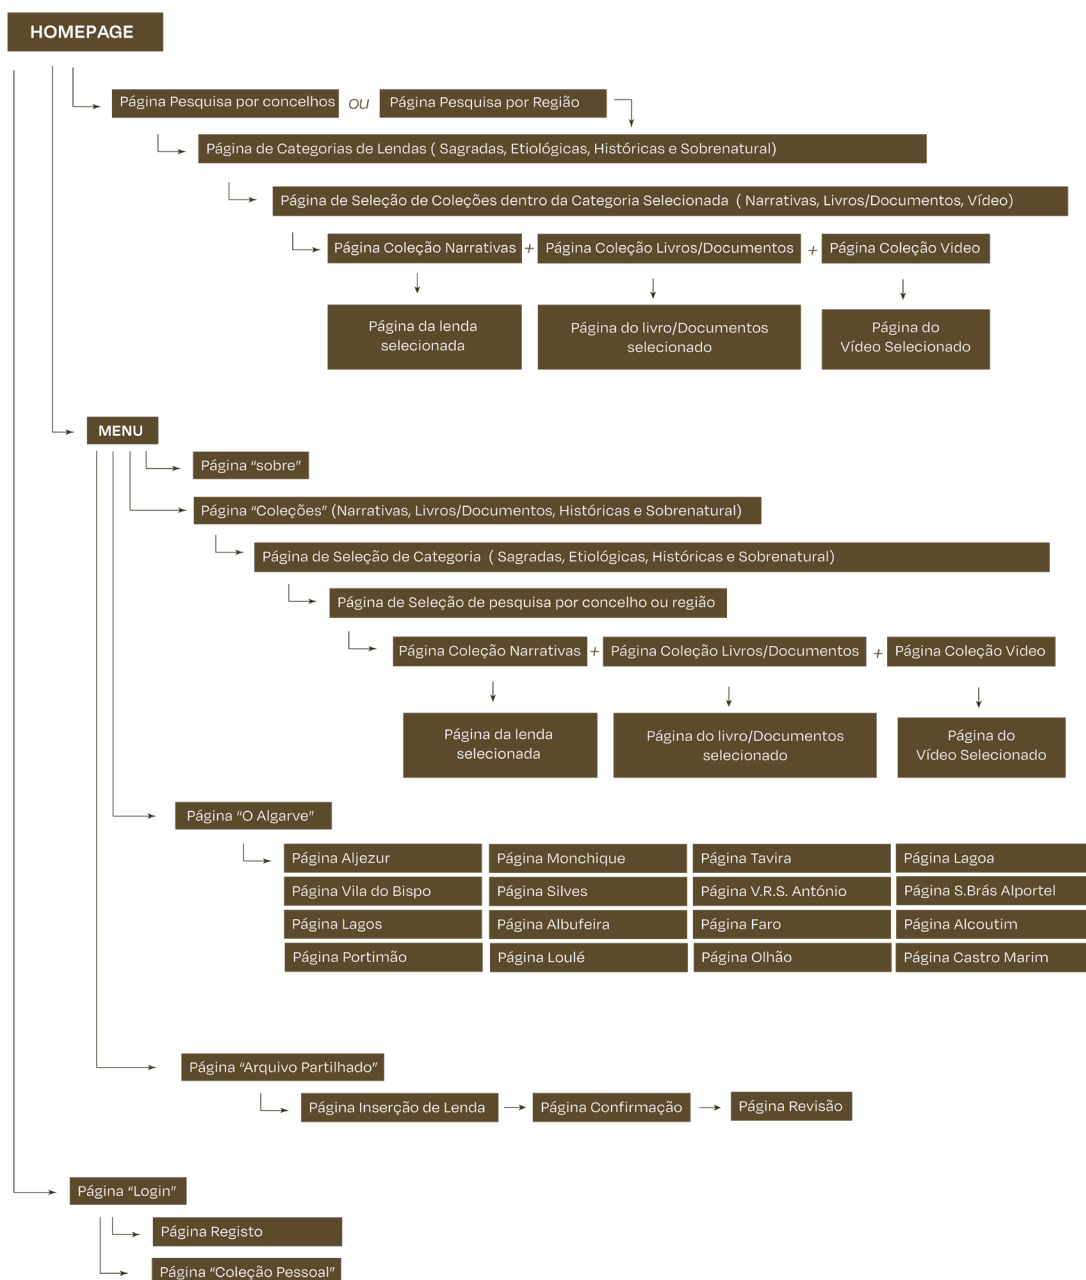 HOMEPAGE
Página Pesquisa por concelhos ou Página Pesquisa por Região
Página de Categorias de Lendas ( Sagradas, Etiológicas, Históricas e Sobrenatural)
Página de Seleção de Coleções dentro da Categoria Selecionada ( Narrativas, Livros/Documentos, Vídeo)
Página Coleção Narrativas + Página Coleção Livros/Documentos + Página Coleção Video
Página da lenda
selecionada
Página do livro/Documentos
selecionado
Página do
Vídeo Selecionado
MENU
Página “sobre”
Página “Coleções” (Narrativas, Livros/Documentos, Históricas e Sobrenatural)
Página de Seleção de Categoria ( Sagradas, Etiológicas, Históricas e Sobrenatural)
Página de Seleção de pesquisa por concelho ou região
Página Coleção Narrativas + Página Coleção Livros/Documentos + Página Coleção Video
Página da lenda
selecionada
Página do livro/Documentos
selecionado
Página do
Vídeo Selecionado
Página “O Algarve”
Página Aljezur Página Monchique Página Tavira Página Lagoa
Página Vila do Bispo Página Silves Página V.R.S. António Página S.Brás Alportel
Página Lagos Página Albufeira Página Faro Página Alcoutim
Página Portimão Página Loulé Página Olhão Página Castro Marim
Página “Arquivo Partilhado”
Página Inserção de Lenda Página Confirmação Página Revisão
Página “Login”
Página Registo
Página “Coleção Pessoal”